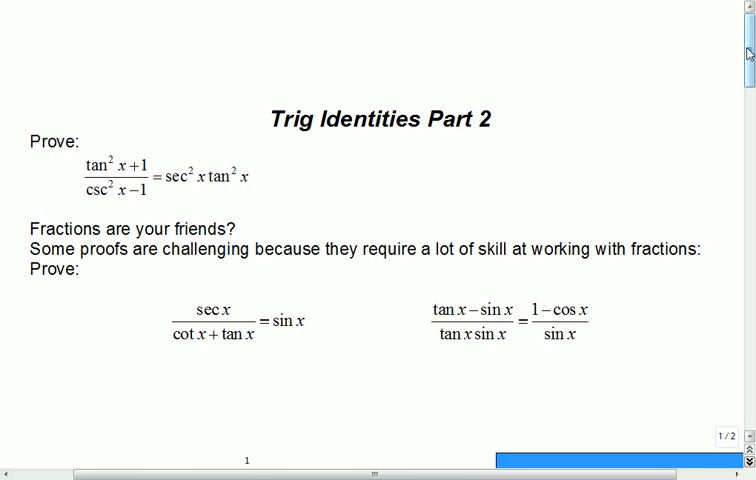 Trig Identities Part 2
Prove:
tan² x + 1 / csc² x − 1 = sec² x tan² x
Fractions are your friends?
Some proofs are challenging because they require a lot of skill at working with fractions:
Prove:
sec x / cot x + tan x = sin x
tan x − sin x / tan x sin x = 1 − cos x / sin x
1 / 2
1